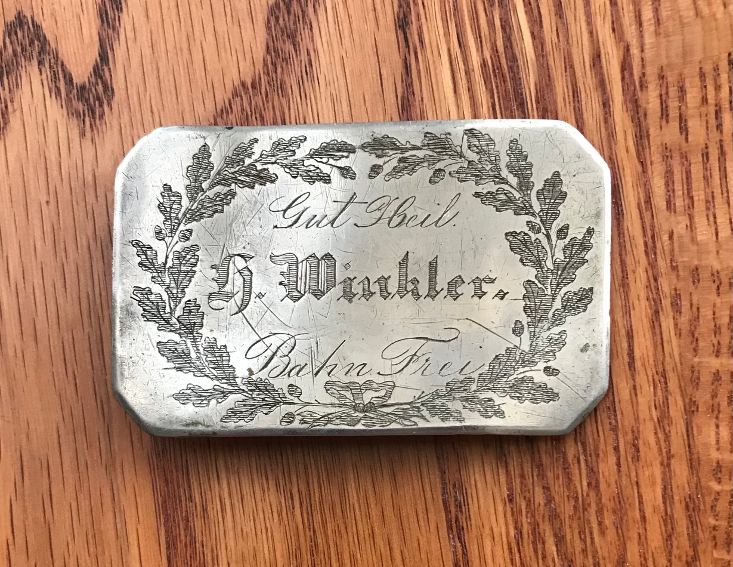 Gut Heil.
H. Winkler.
Bahn Frei